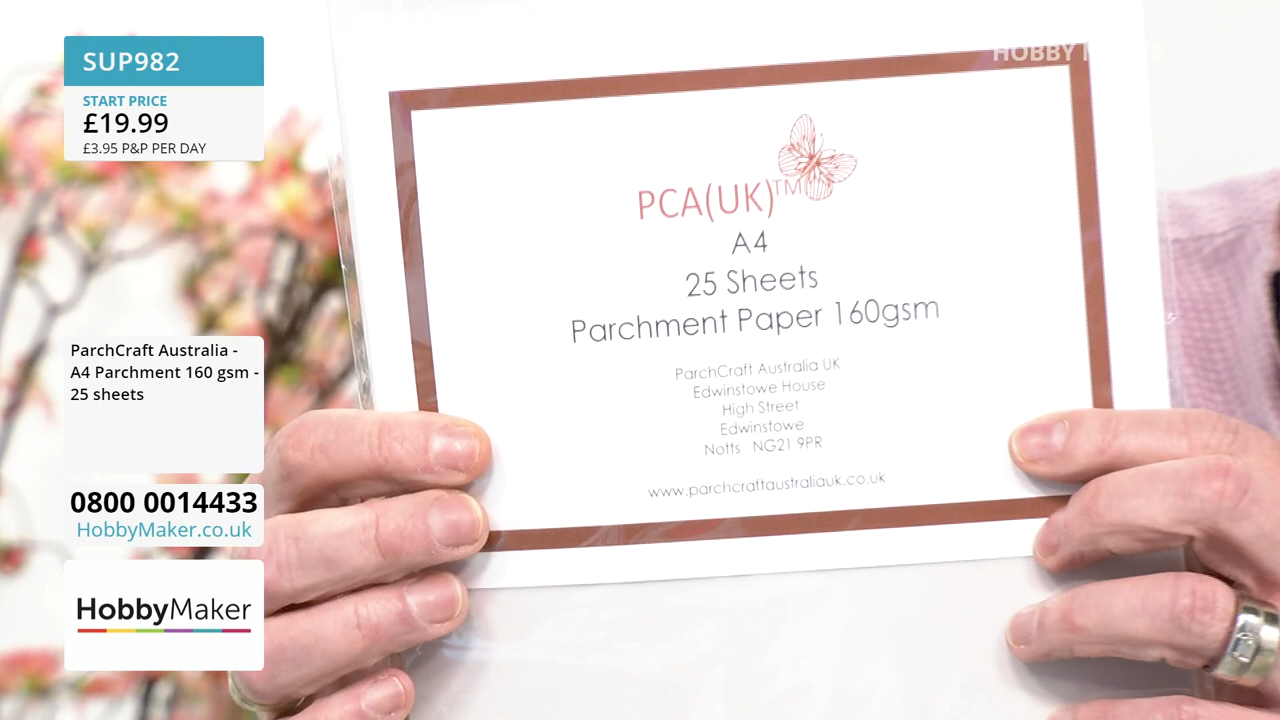 SUP982
START PRICE
£19.99
£3.95 P&P PER DAY
ParchCraft Australia -
A4 Parchment 160 gsm -
25 sheets
0800 0014433
HobbyMaker.co.uk
HobbyMaker
HOBBY
PCA(UK)™
A4
25 Sheets
Parchment Paper 160gsm
ParchCraft Australia UK
Edwinstowe House
High Street
Edwinstowe
Notts NG21 9PR
www.parchcraftaustraliauk.co.uk